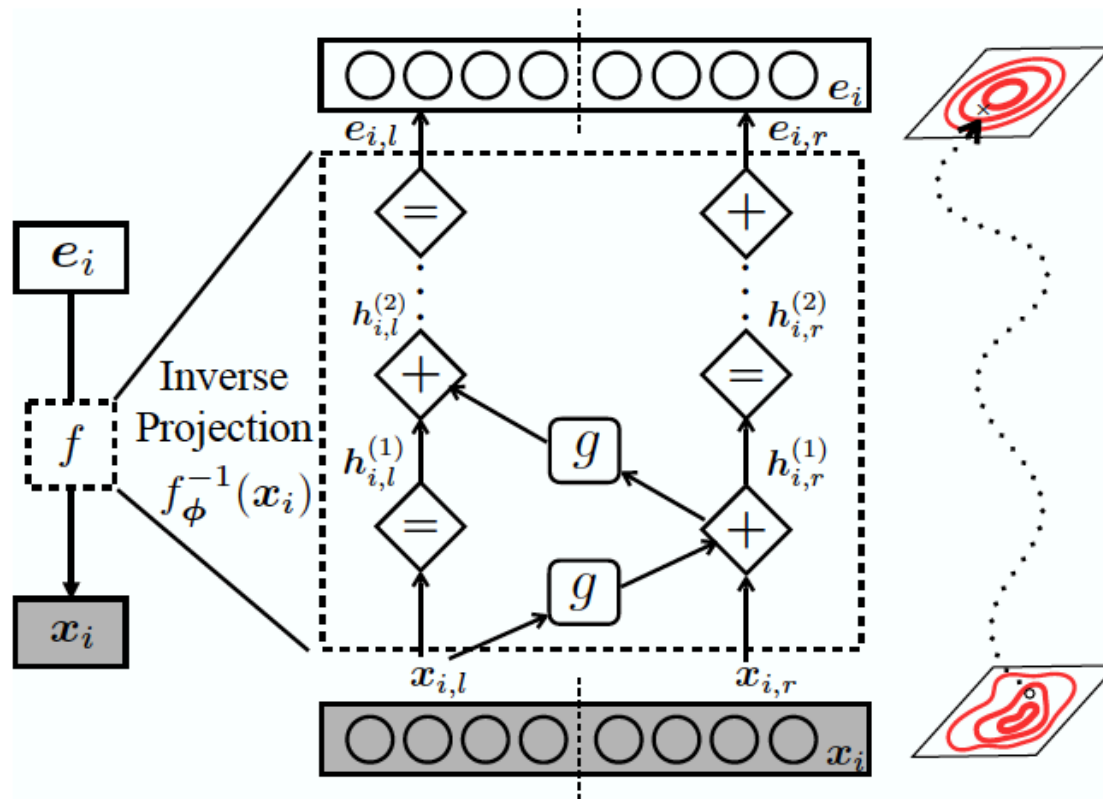 e_i
e_{i,l} e_{i,r}
= +
e_i
h_{i,l}^{(2)} h_{i,r}^{(2)}
+ =
Inverse
Projection
f
g
f_ϕ^{-1}(x_i)
h_{i,l}^{(1)} h_{i,r}^{(1)}
= +
g
x_i
x_{i,l} x_{i,r}
x_i